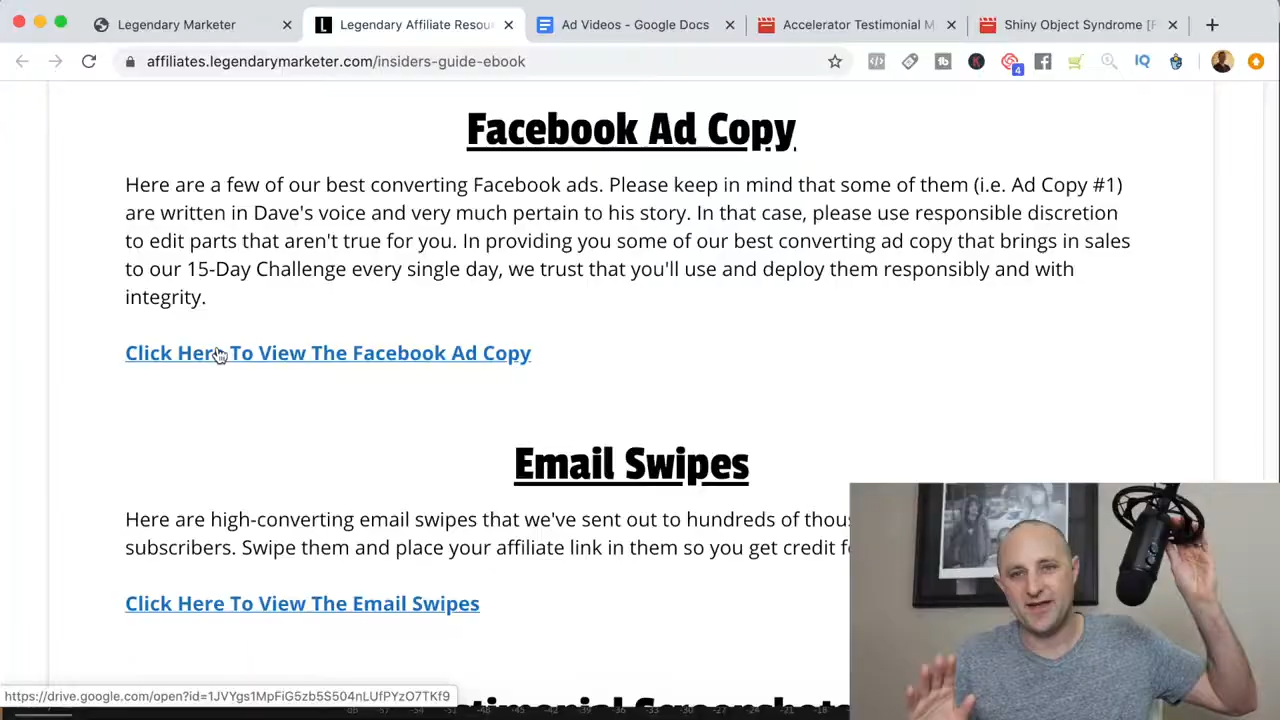 Legendary Marketer
Legendary Affiliate Resou
Ad Videos - Google Docs
Accelerator Testimonial M
Shiny Object Syndrome [F
affiliates.legendarymarketer.com/insiders-guide-ebook
4
IQ
Facebook Ad Copy
Here are a few of our best converting Facebook ads. Please keep in mind that some of them (i.e. Ad Copy #1)
are written in Dave's voice and very much pertain to his story. In that case, please use responsible discretion
to edit parts that aren't true for you. In providing you some of our best converting ad copy that brings in sales
to our 15-Day Challenge every single day, we trust that you'll use and deploy them responsibly and with
integrity.
Click Here To View The Facebook Ad Copy
Email Swipes
Here are high-converting email swipes that we've sent out to hundreds of thou
subscribers. Swipe them and place your affiliate link in them so you get credit f
Click Here To View The Email Swipes
https://drive.google.com/open?id=1JVYgs1MpFiG5zb5S504nLUfPYzO7TKf9